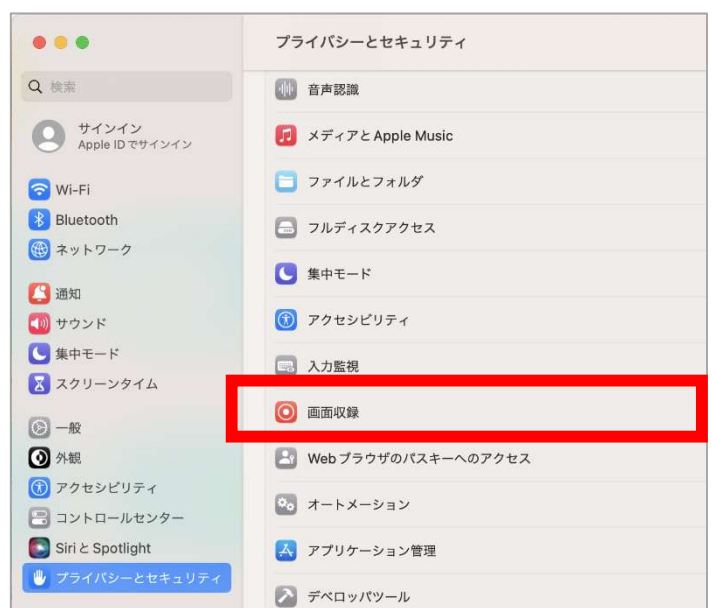 プライバシーとセキュリティ
検索
サインイン
Apple ID でサインイン
Wi-Fi
Bluetooth
ネットワーク
通知
サウンド
集中モード
スクリーンタイム
一般
外観
アクセシビリティ
コントロールセンター
Siri と Spotlight
プライバシーとセキュリティ
音声認識
メディアと Apple Music
ファイルとフォルダ
フルディスクアクセス
集中モード
アクセシビリティ
入力監視
画面収録
Web ブラウザのパスキーへのアクセス
オートメーション
アプリケーション管理
デベロッパツール